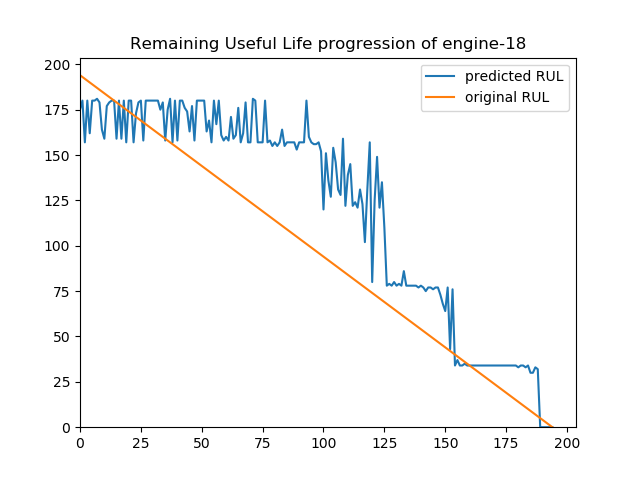 Remaining Useful Life progression of engine-18
predicted RUL
original RUL
200
175
150
125
100
75
50
25
0
0 25 50 75 100 125 150 175 200